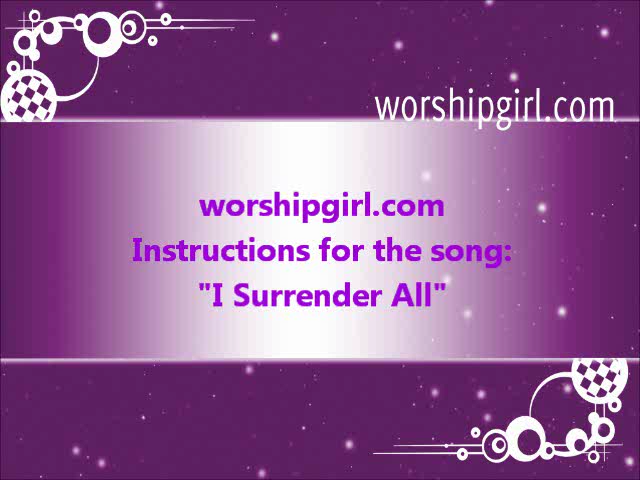 worshipgirl.com
worshipgirl.com
Instructions for the song:
"I Surrender All"